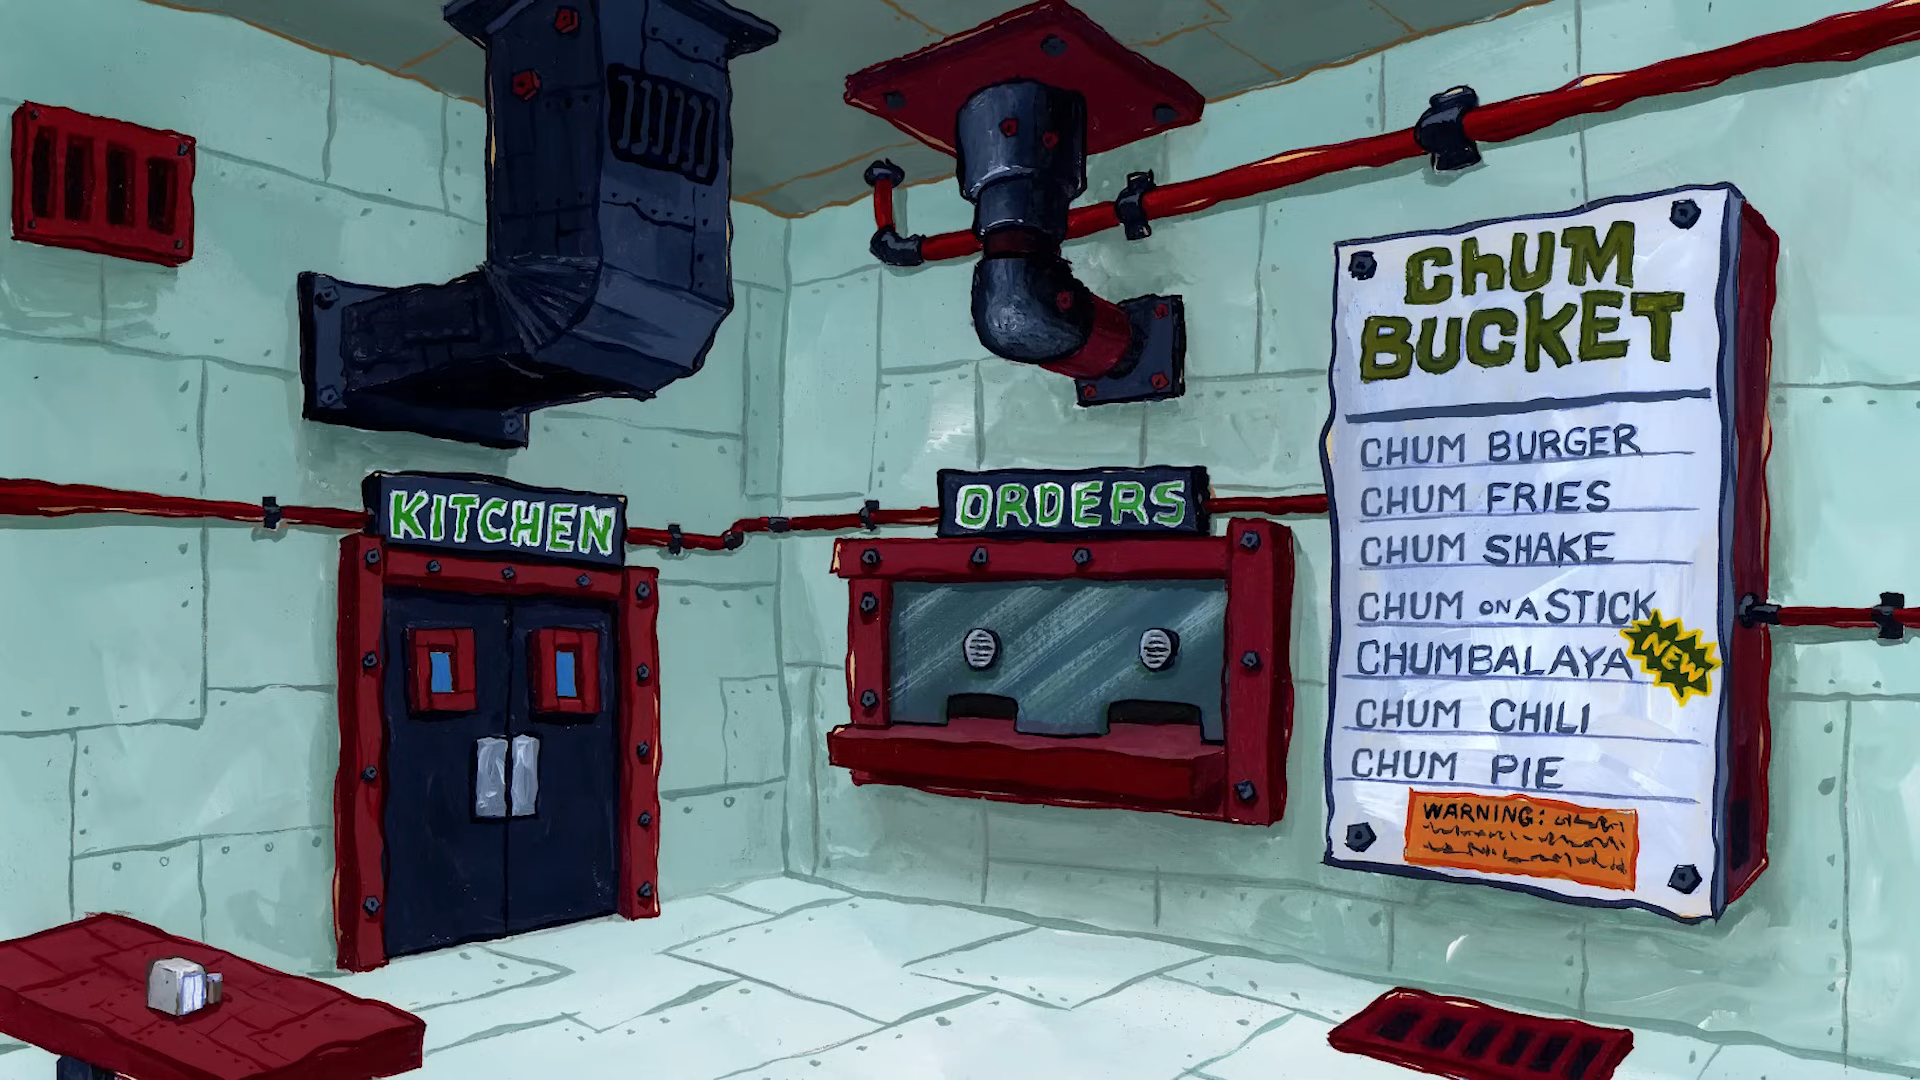 KITCHEN
ORDERS
ChUM
BUCKET
CHUM BURGER
CHUM FRIES
CHUM SHAKE
CHUM ON A STICK
CHUMBALAYA
NEW
CHUM CHILI
CHUM PIE
WARNING: